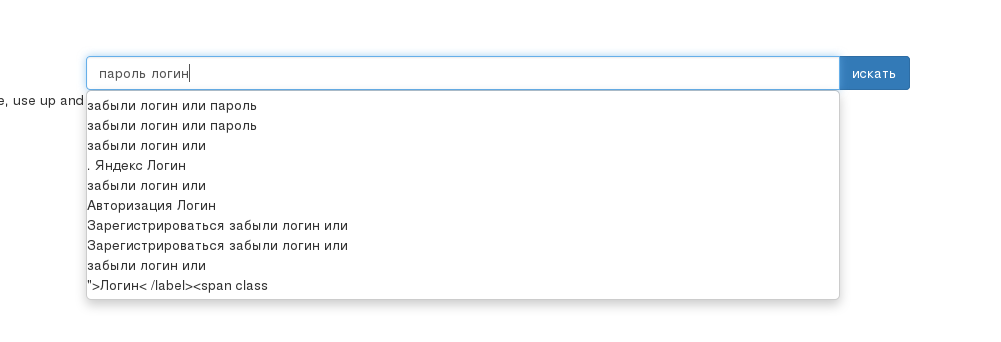 пароль логин
искать
e, use up and
забыли логин или пароль
забыли логин или пароль
забыли логин или
. Яндекс Логин
забыли логин или
Авторизация Логин
Зарегистрироваться забыли логин или
Зарегистрироваться забыли логин или
забыли логин или
">Логин< /label><span class